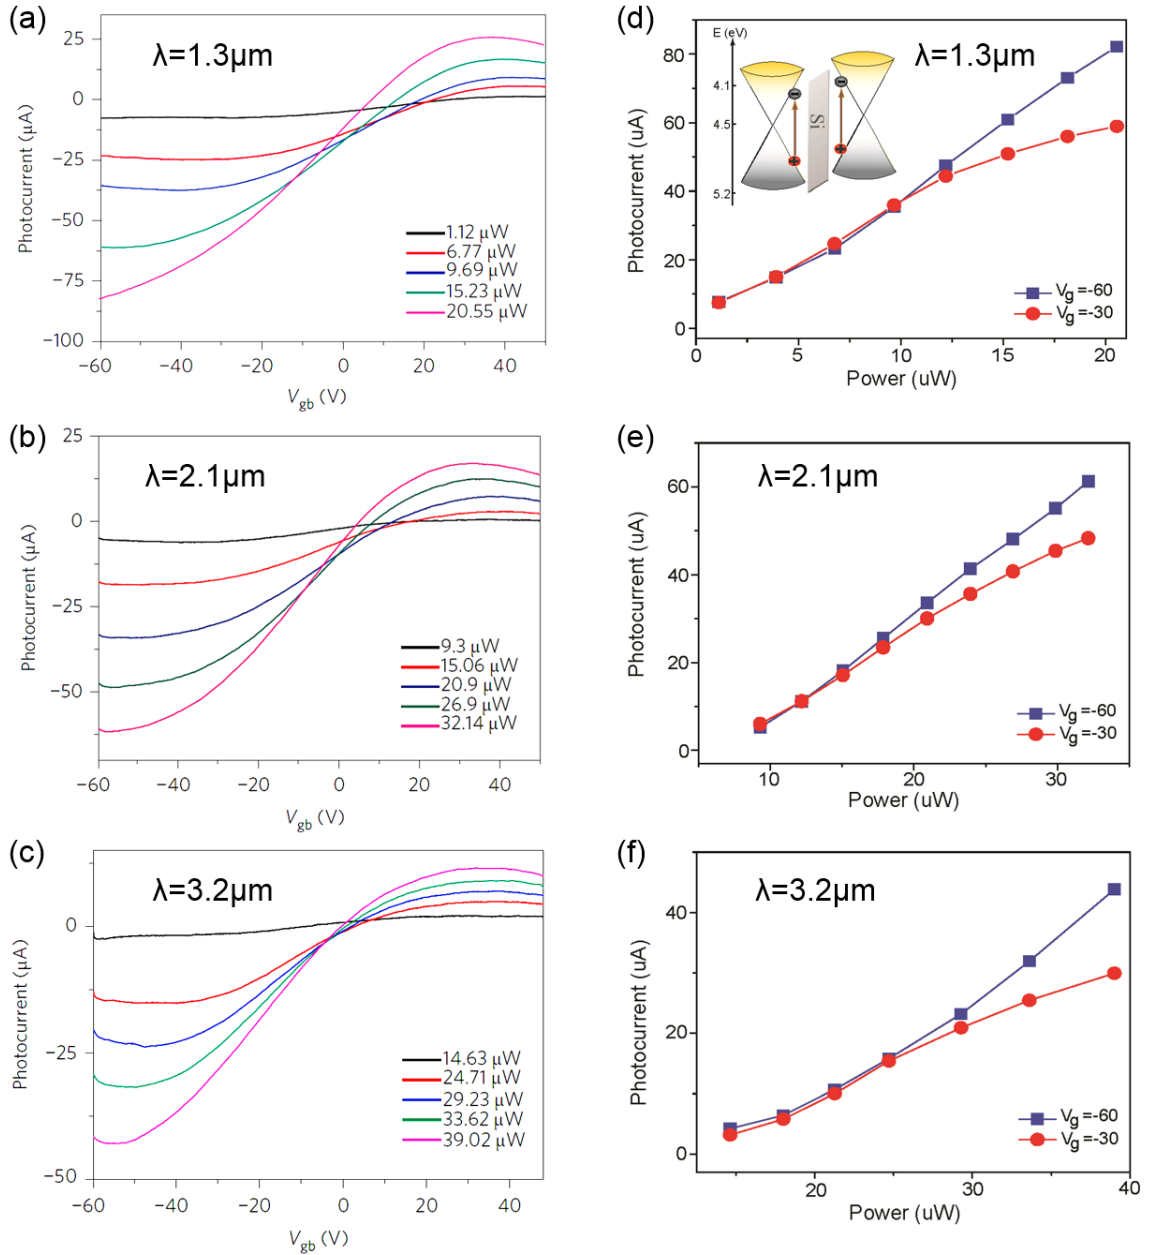 (a)
λ=1.3μm
25
0
−25
−50
−75
−100
Photocurrent (μA)
1.12 μW
6.77 μW
9.69 μW
15.23 μW
20.55 μW
−60 −40 −20 0 20 40
Vgb (V)
(d)
λ=1.3μm
E (eV)
4.1
4.5
5.2
Si
80
60
40
20
0
Photocurrent (uA)
Vg=-60
Vg=-30
0 5 10 15 20
Power (uW)
(b)
λ=2.1μm
25
0
−25
−50
Photocurrent (μA)
9.3 μW
15.06 μW
20.9 μW
26.9 μW
32.14 μW
−60 −40 −20 0 20 40
Vgb (V)
(e)
λ=2.1μm
60
40
20
0
Photocurrent (uA)
Vg=-60
Vg=-30
10 20 30
Power (uW)
(c)
λ=3.2μm
0
−25
−50
Photocurrent (μA)
14.63 μW
24.71 μW
29.23 μW
33.62 μW
39.02 μW
−60 −40 −20 0 20 40
Vgb (V)
(f)
λ=3.2μm
40
20
0
Photocurrent (uA)
Vg=-60
Vg=-30
20 30 40
Power (uW)